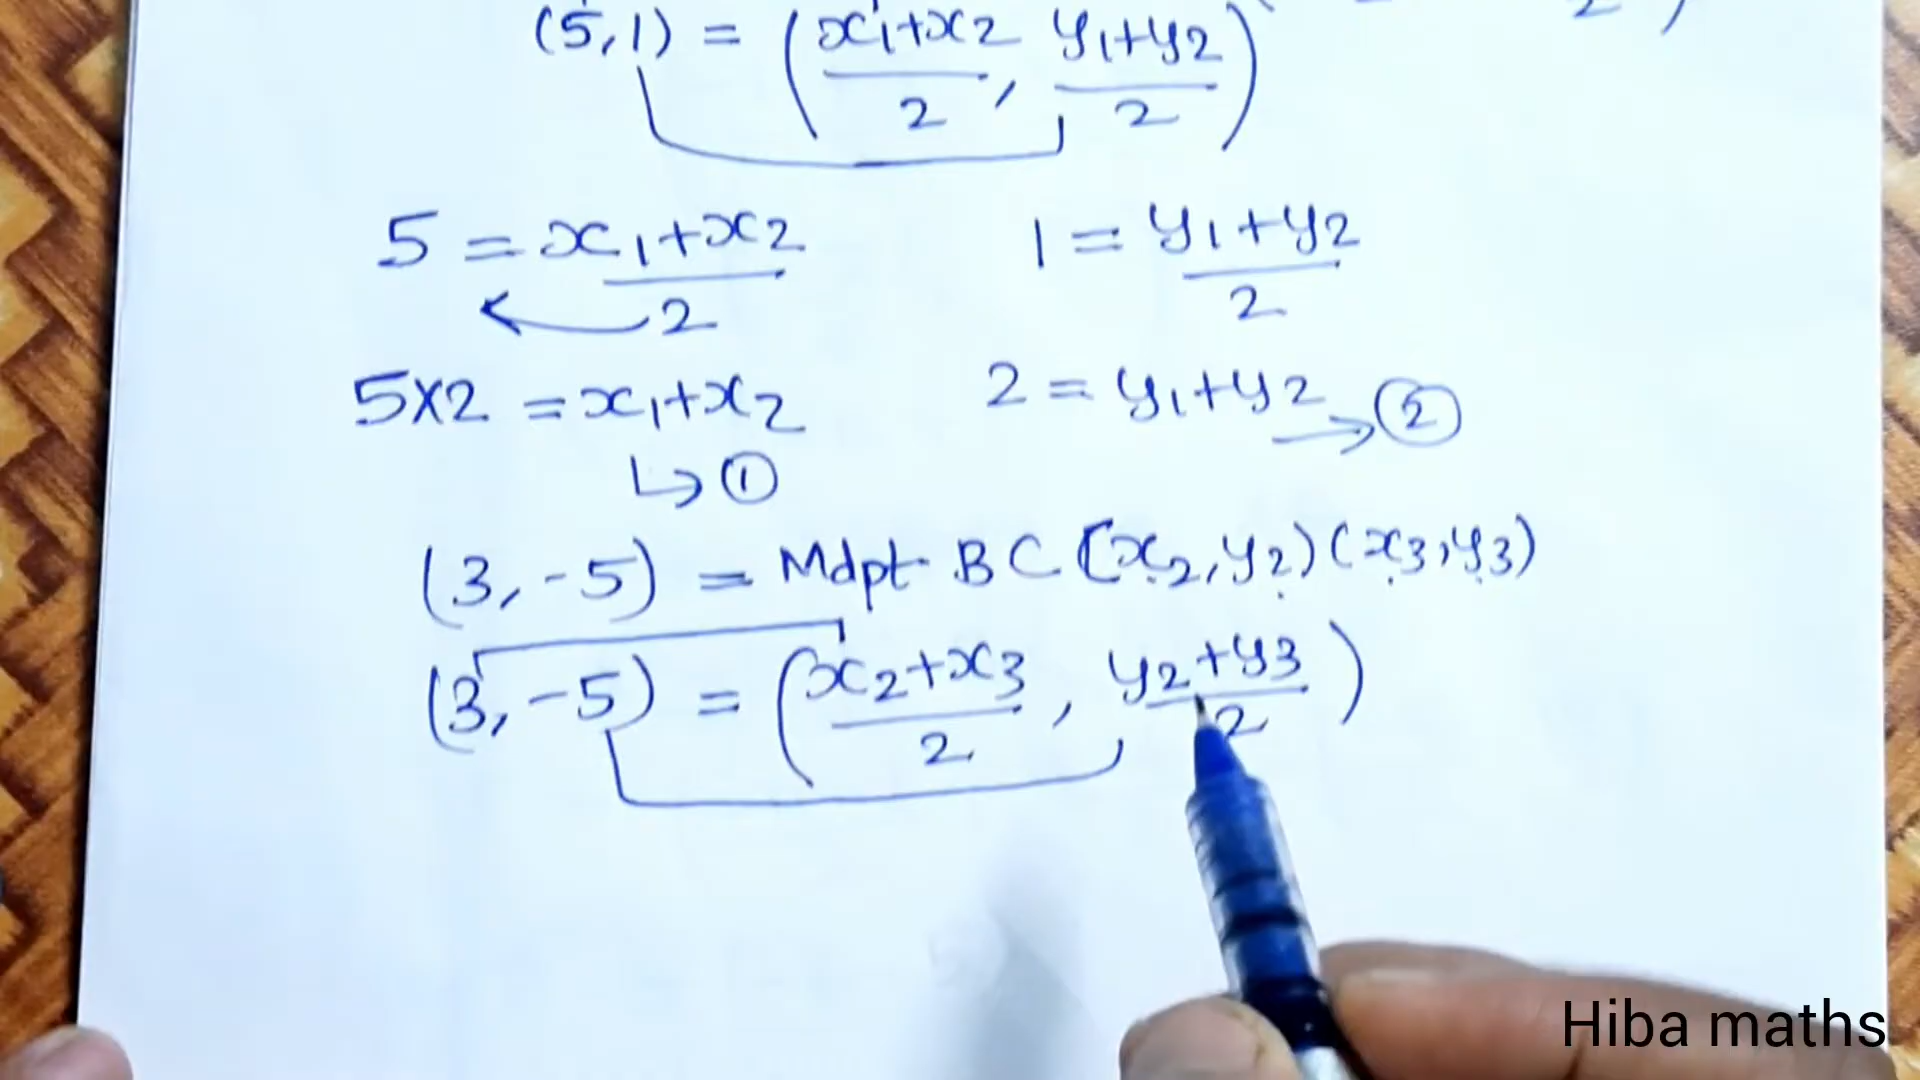 (5,1) = (x1+x2/2, y1+y2/2)
5 = x1+x2/2
1 = y1+y2/2
5x2 = x1+x2
2 = y1+y2 → ②
↳ ①
(3,-5) = Mdpt BC (x2,y2)(x3,y3)
(3,-5) = (x2+x3/2, y2+y3/2)
Hiba maths